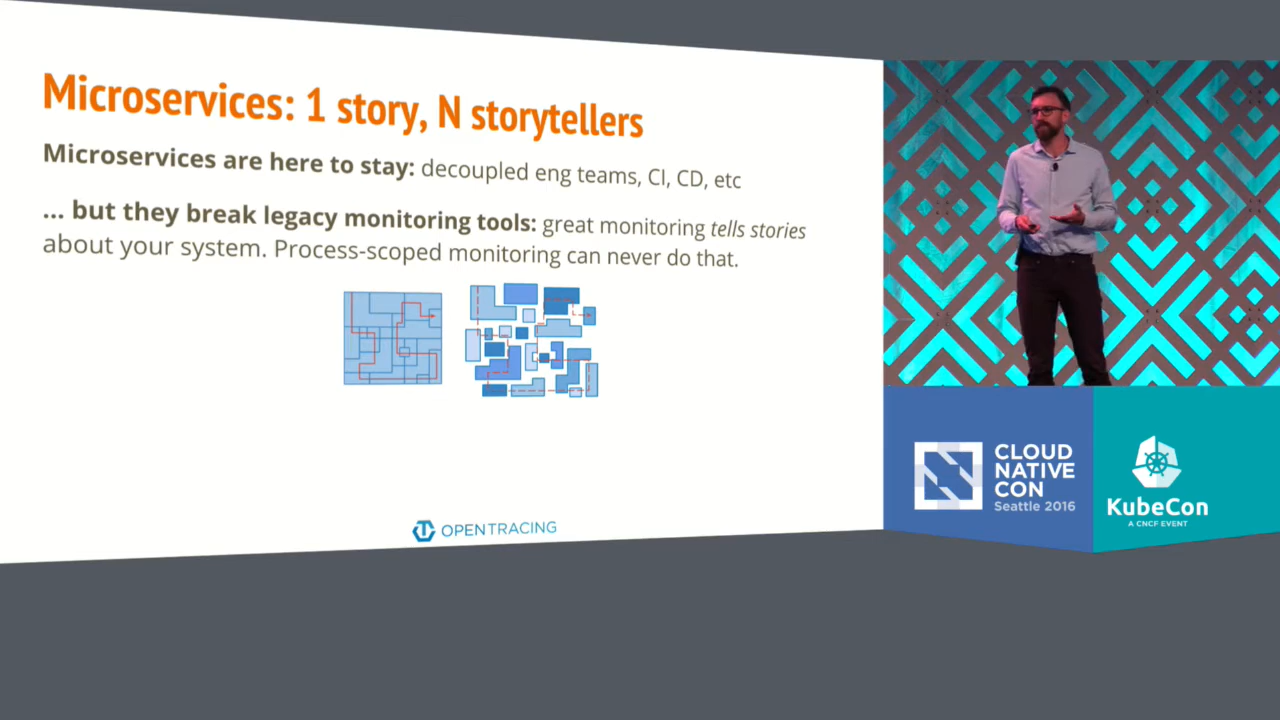 Microservices: 1 story, N storytellers
Microservices are here to stay: decoupled eng teams, CI, CD, etc
... but they break legacy monitoring tools: great monitoring tells stories
about your system. Process-scoped monitoring can never do that.
OPENTRACING
CLOUD
NATIVE
CON
Seattle 2016
KubeCon
A CNCF EVENT